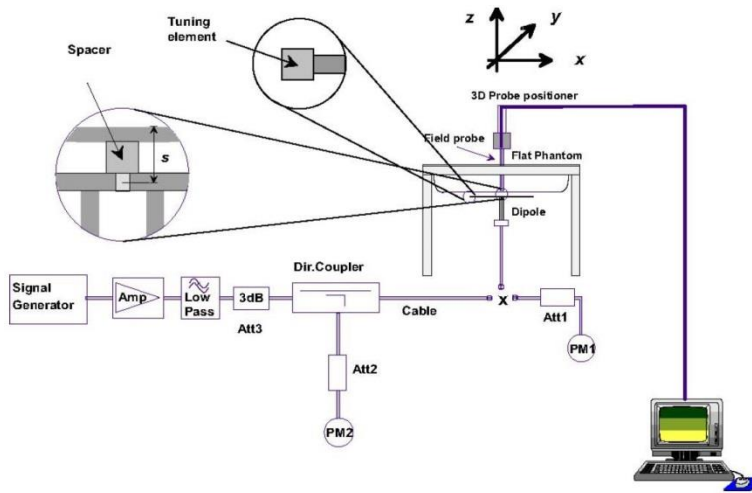 Tuning
element
Spacer
s
z
y
x
3D Probe positioner
Field probe
Flat Phantom
Dipole
Signal
Generator
Amp
Low
Pass
3dB
Att3
Dir.Coupler
Cable
x
Att1
PM1
Att2
PM2